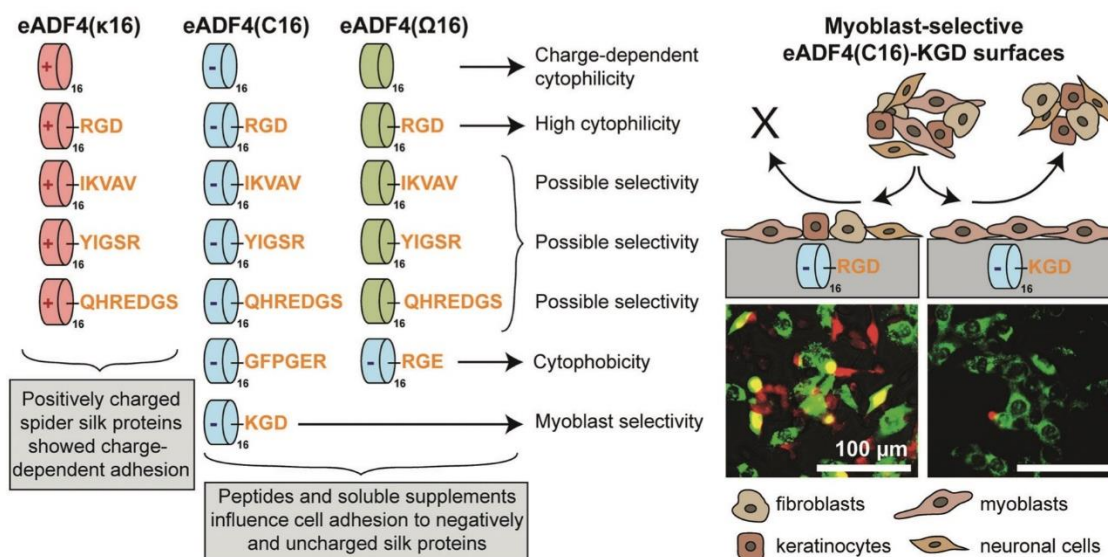 eADF4(κ16) eADF4(C16) eADF4(Ω16)
+ 16 - 16 16 Charge-dependent
cytophilicity
+ 16 RGD - 16 RGD 16 RGD High cytophilicity
+ 16 IKVAV - 16 IKVAV 16 IKVAV Possible selectivity
+ 16 YIGSR - 16 YIGSR 16 YIGSR Possible selectivity
+ 16 QHREDGS - 16 QHREDGS 16 QHREDGS Possible selectivity
- 16 GFPGER - 16 RGE Cytophobicity
- 16 KGD Myoblast selectivity
Positively charged
spider silk proteins
showed charge-
dependent adhesion
Peptides and soluble supplements
influence cell adhesion to negatively
and uncharged silk proteins
Myoblast-selective
eADF4(C16)-KGD surfaces
X
- 16 RGD - 16 KGD
100 µm
fibroblasts myoblasts
keratinocytes neuronal cells